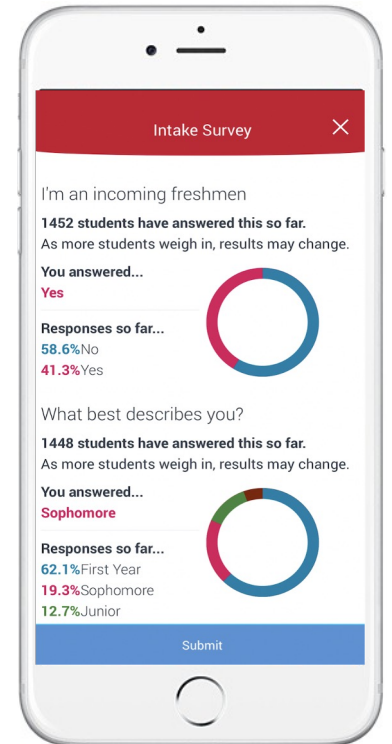 Intake Survey
I'm an incoming freshmen
1452 students have answered this so far.
As more students weigh in, results may change.
You answered...
Yes
Responses so far...
58.6%No
41.3%Yes
What best describes you?
1448 students have answered this so far.
As more students weigh in, results may change.
You answered...
Sophomore
Responses so far...
62.1%First Year
19.3%Sophomore
12.7%Junior
Submit